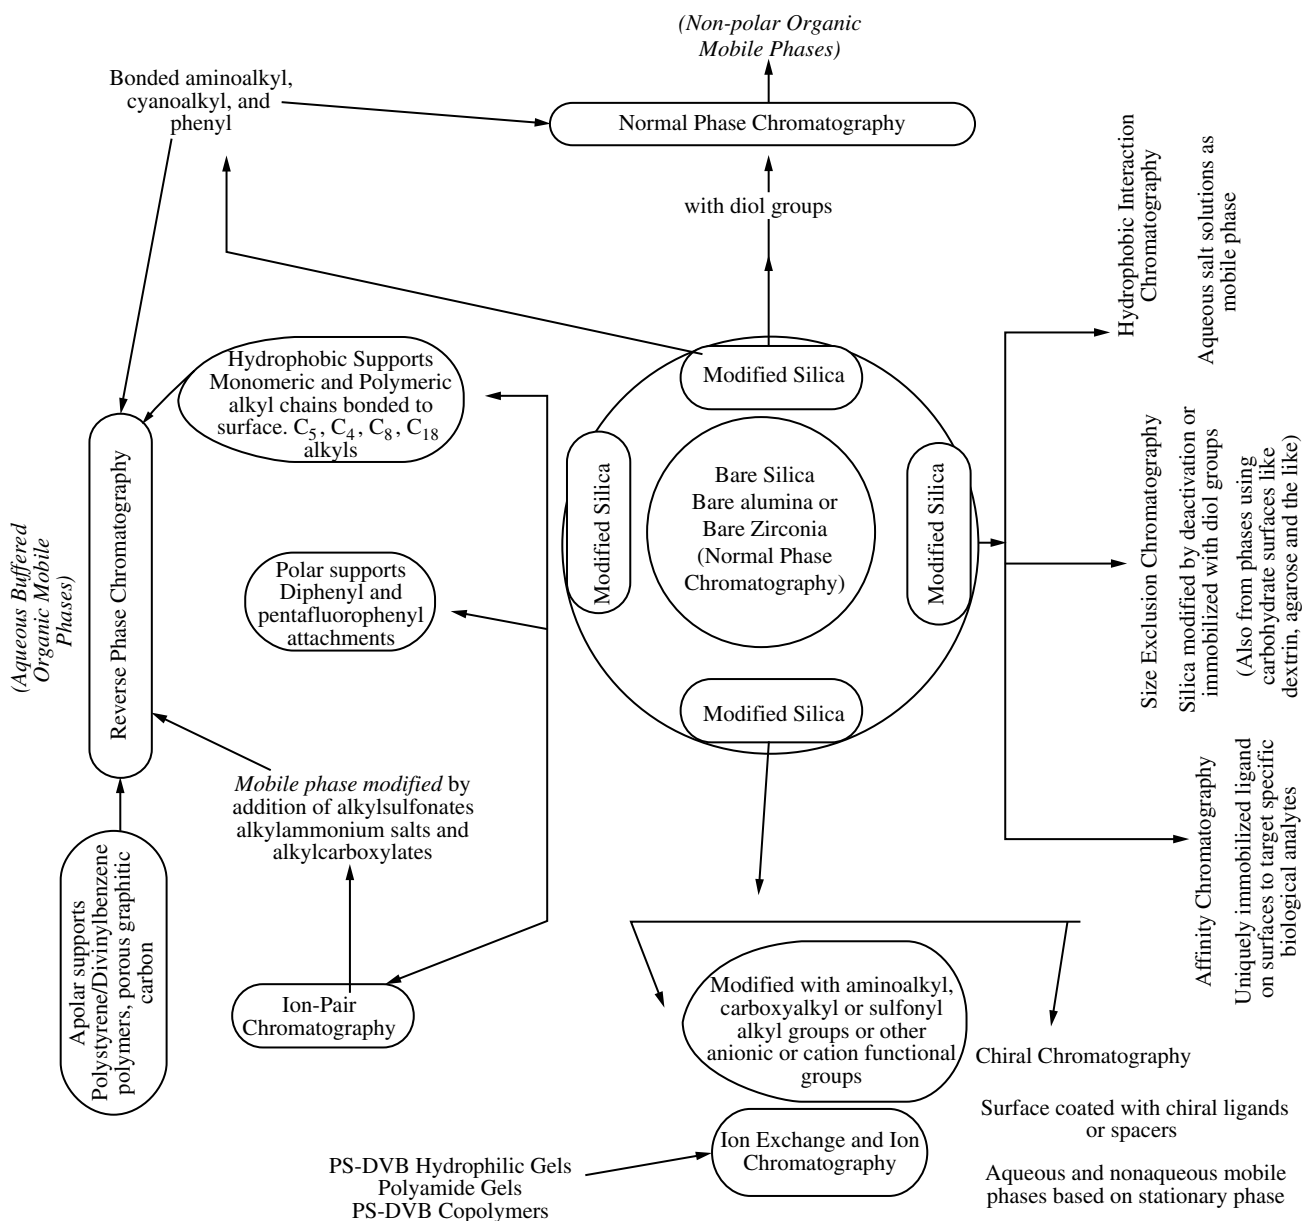 (Non-polar Organic
Mobile Phases)
Bonded aminoalkyl,
cyanoalkyl, and
phenyl
Normal Phase Chromatography
with diol groups
Hydrophobic Interaction
Chromatography
Aqueous salt solutions as
mobile phase
Hydrophobic Supports
Monomeric and Polymeric
alkyl chains bonded to
surface. C5, C4, C8, C18
alkyls
Modified Silica
Modified Silica
Bare Silica
Bare alumina or
Bare Zirconia
(Normal Phase
Chromatography)
Modified Silica
Size Exclusion Chromatography
Silica modified by deactivation or
immobilized with diol groups
(Also from phases using
carbohydrate surfaces like
dextrin, agarose and the like)
(Aqueous Buffered
Organic Mobile
Phases)
Reverse Phase Chromatography
Polar supports
Diphenyl and
pentafluorophenyl
attachments
Modified Silica
Mobile phase modified by
addition of alkylsulfonates
alkylammonium salts and
alkylcarboxylates
Affinity Chromatography
Uniquely immobilized ligand
on surfaces to target specific
biological analytes
Apolar supports
Polystyrene/Divinylbenzene
polymers, porous graphitic
carbon
Ion-Pair
Chromatography
Modified with aminoalkyl,
carboxyalkyl or sulfonyl
alkyl groups or other
anionic or cation functional
groups
Chiral Chromatography
Surface coated with chiral ligands
or spacers
Aqueous and nonaqueous mobile
phases based on stationary phase
Ion Exchange and Ion
Chromatography
PS-DVB Hydrophilic Gels
Polyamide Gels
PS-DVB Copolymers